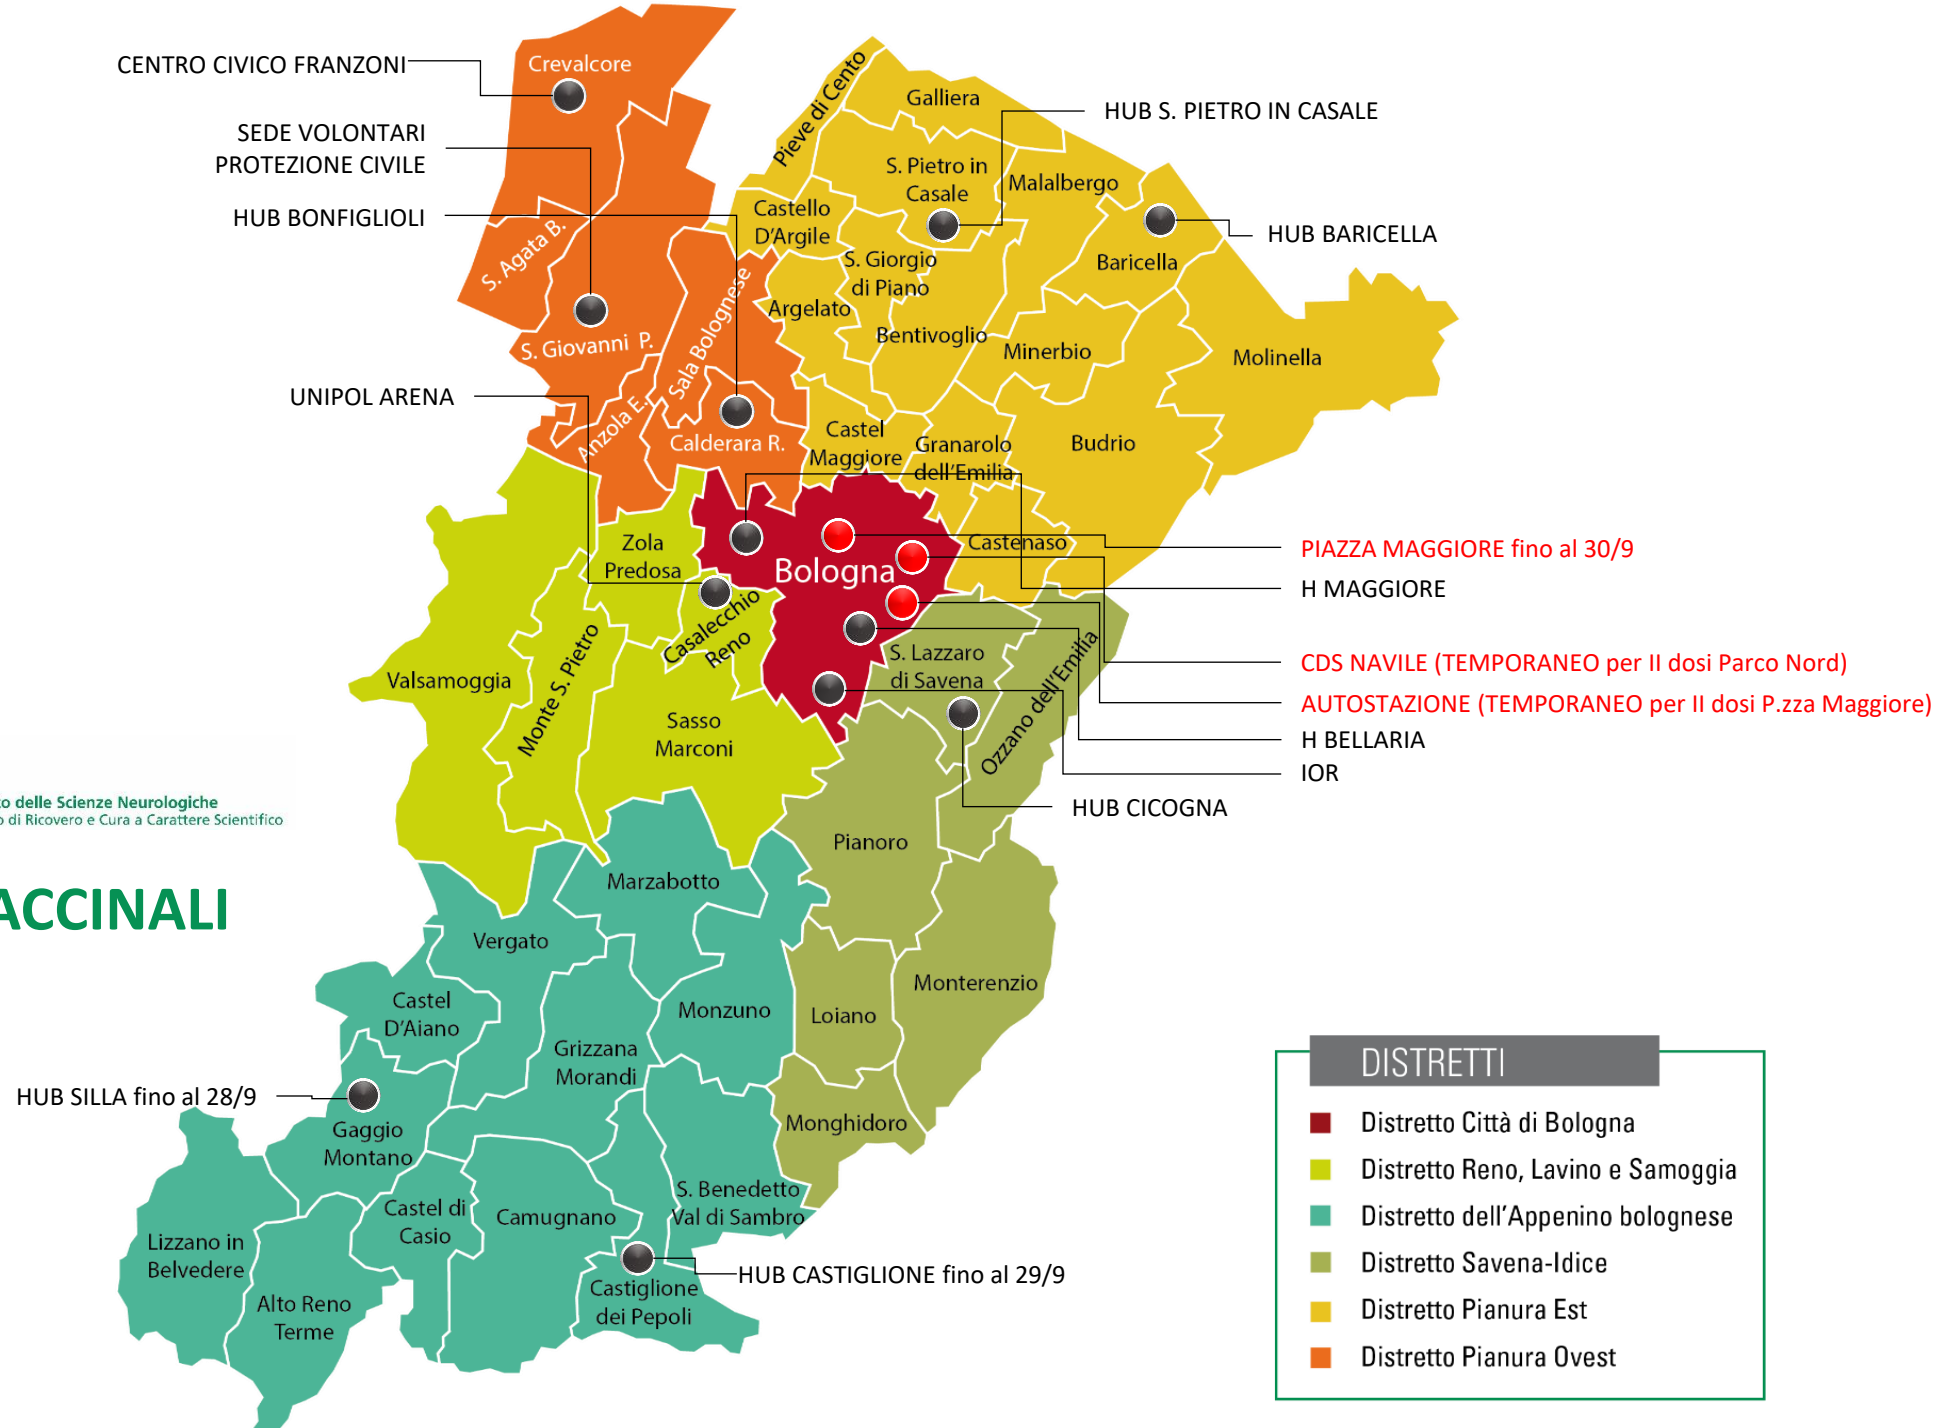 CENTRO CIVICO FRANZONI
SEDE VOLONTARI
PROTEZIONE CIVILE
HUB BONFIGLIOLI
UNIPOL ARENA
Crevalcore
S. Agata B.
S. Giovanni P.
Anzola E.
Sala Bolognese
Calderara R.
Pieve di Cento
Galliera
HUB S. PIETRO IN CASALE
S. Pietro in
Casale
Malalbergo
Castello
D'Argile
HUB BARICELLA
Baricella
S. Giorgio
di Piano
Argelato
Bentivoglio
Minerbio
Molinella
Castel
Maggiore
Granarolo
dell'Emilia
Budrio
Castenaso
Bologna
PIAZZA MAGGIORE fino al 30/9
H MAGGIORE
CDS NAVILE (TEMPORANEO per II dosi Parco Nord)
AUTOSTAZIONE (TEMPORANEO per II dosi P.zza Maggiore)
H BELLARIA
IOR
HUB CICOGNA
Zola
Predosa
Casalecchio
Reno
Valsamoggia
Monte S. Pietro
Sasso
Marconi
S. Lazzaro
di Savena
Ozzano dell'Emilia
Pianoro
o delle Scienze Neurologiche
o di Ricovero e Cura a Carattere Scientifico
ACCINALI
Marzabotto
Vergato
Castel
D'Aiano
Grizzana
Morandi
Monzuno
Loiano
Monterenzio
Monghidoro
HUB SILLA fino al 28/9
Gaggio
Montano
Lizzano in
Belvedere
Alto Reno
Terme
Castel di
Casio
Camugnano
S. Benedetto
Val di Sambro
Castiglione
dei Pepoli
HUB CASTIGLIONE fino al 29/9
DISTRETTI
Distretto Città di Bologna
Distretto Reno, Lavino e Samoggia
Distretto dell'Appenino bolognese
Distretto Savena-Idice
Distretto Pianura Est
Distretto Pianura Ovest